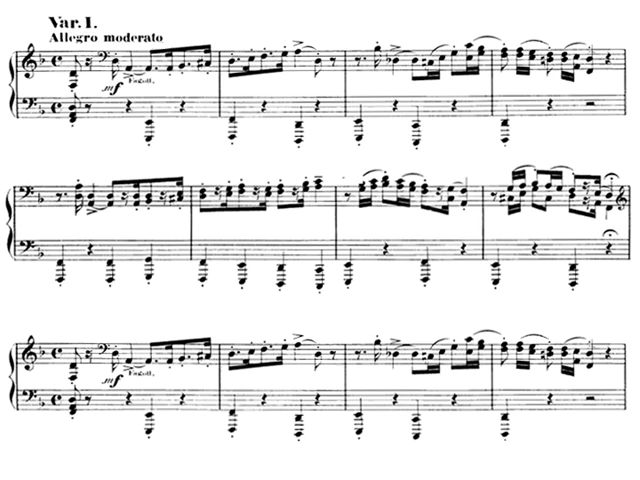 Var. I.
Allegro moderato
mf
Fagott.
mf
Fagott.